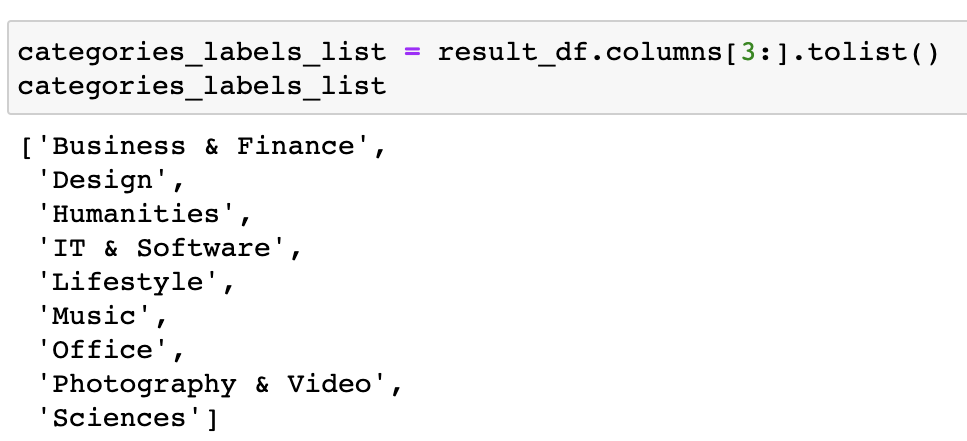 categories_labels_list = result_df.columns[3:].tolist()
categories_labels_list
['Business & Finance',
 'Design',
 'Humanities',
 'IT & Software',
 'Lifestyle',
 'Music',
 'Office',
 'Photography & Video',
 'Sciences']